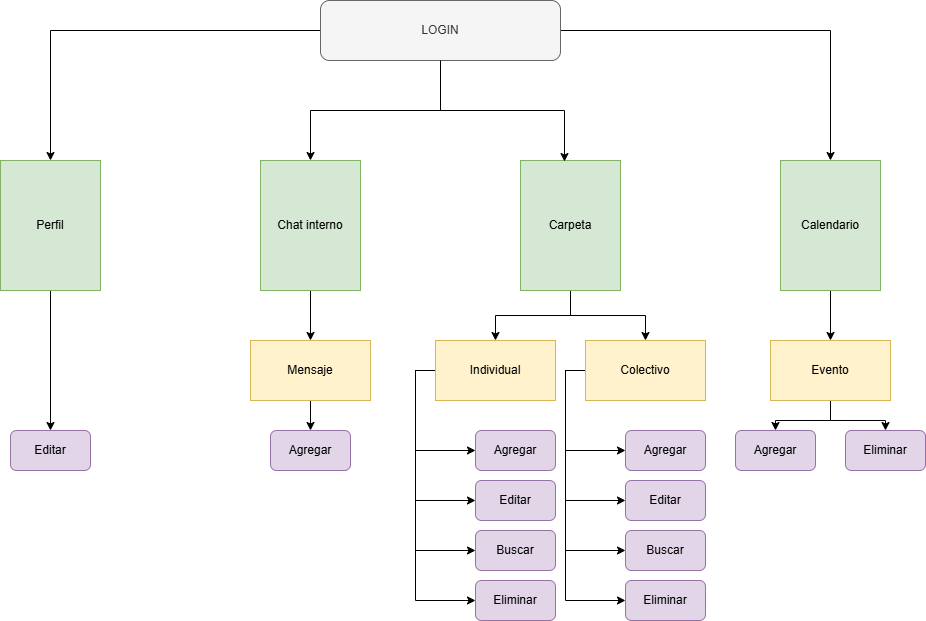 LOGIN
Perfil
Chat interno
Carpeta
Calendario
Mensaje
Individual
Colectivo
Evento
Editar
Agregar
Agregar
Agregar
Agregar
Eliminar
Editar
Editar
Buscar
Buscar
Eliminar
Eliminar